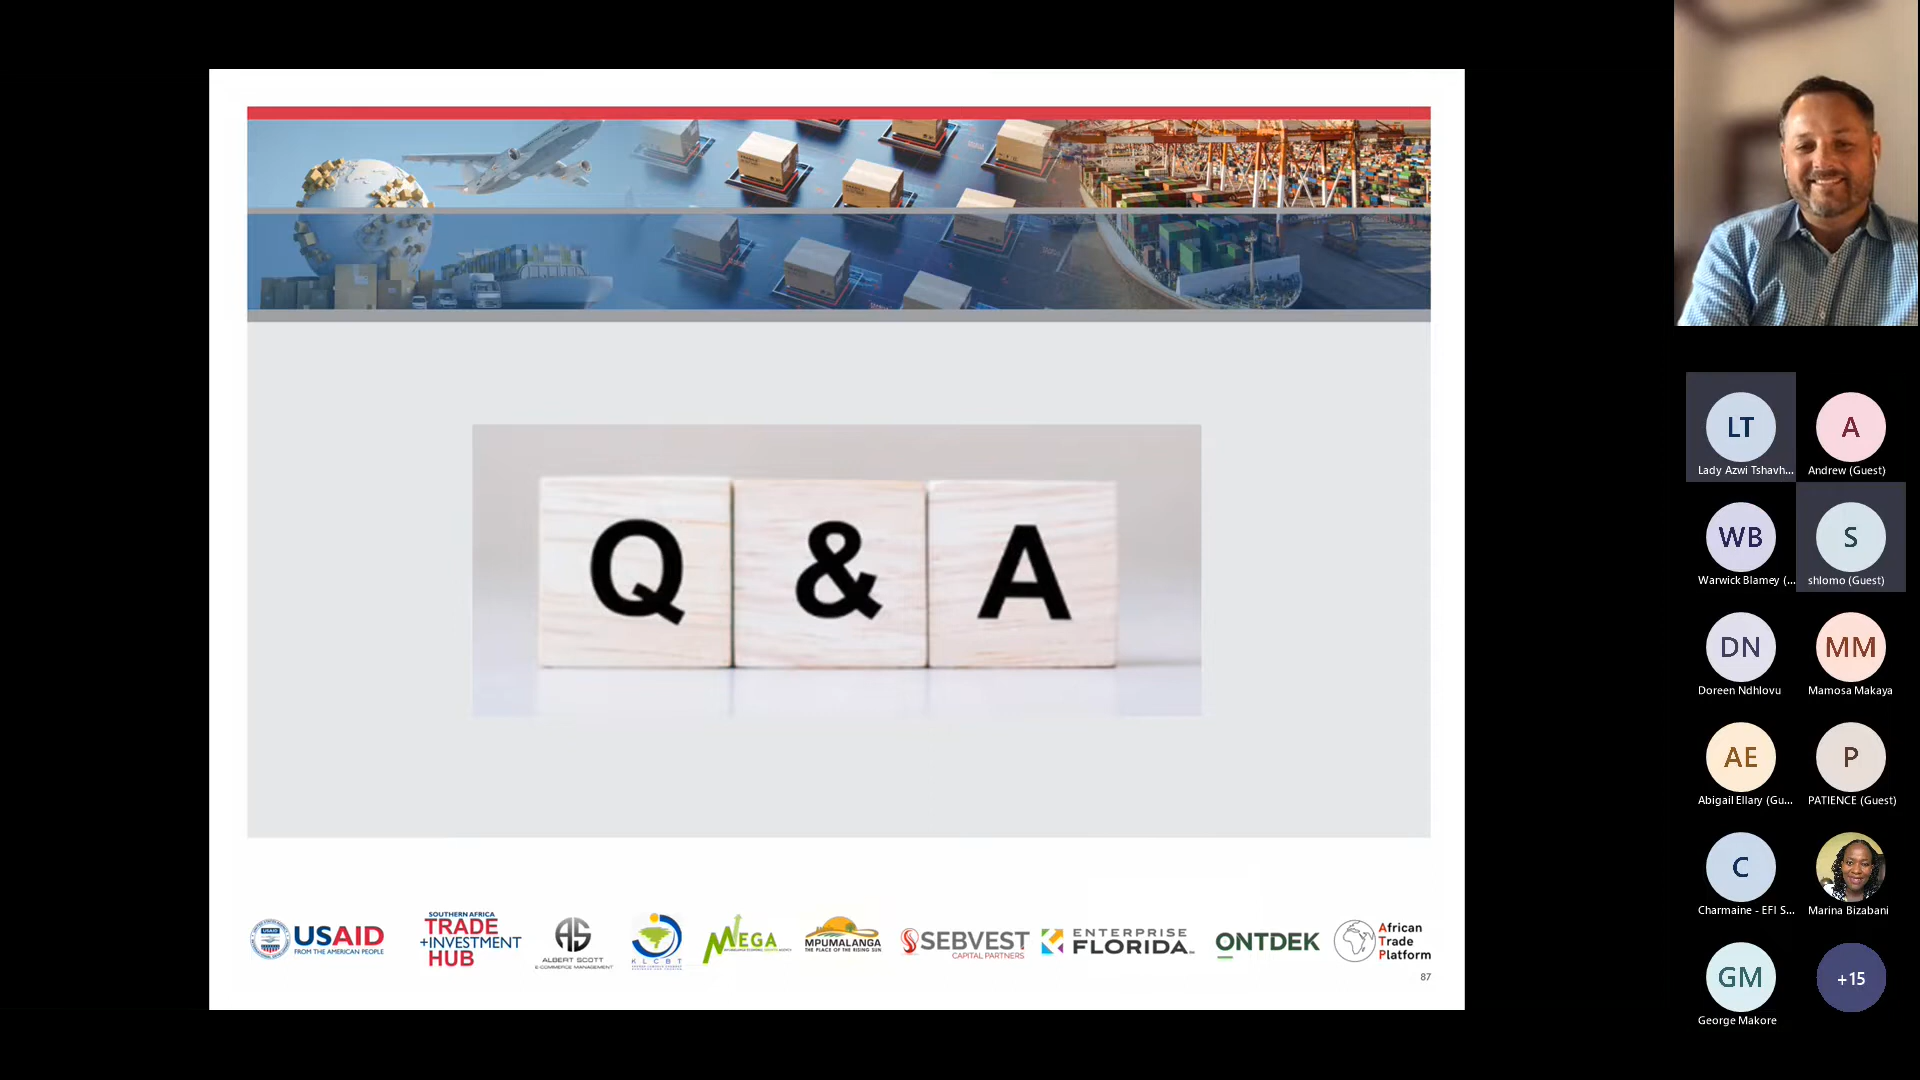 Q & A
USAID
FROM THE AMERICAN PEOPLE
SOUTHERN AFRICA
TRADE
+INVESTMENT
HUB
AS
ALBERT SCOTT
E-COMMERCE MANAGEMENT
KLCBT
MEGA
MPUMALANGA
THE PLACE OF THE RISING SUN
SEBVEST
CAPITAL PARTNERS
ENTERPRISE
FLORIDA
ONTDEK
African
Trade
Platform
87
LT
Lady Azwi Tshavh...
A
Andrew (Guest)
WB
Warwick Blamey (...
S
shlomo (Guest)
DN
Doreen Ndhlovu
MM
Mamosa Makaya
AE
Abigail Ellary (Gu...
P
PATIENCE (Guest)
C
Charmaine - EFI S...
Marina Bizabani
GM
George Makore
+15